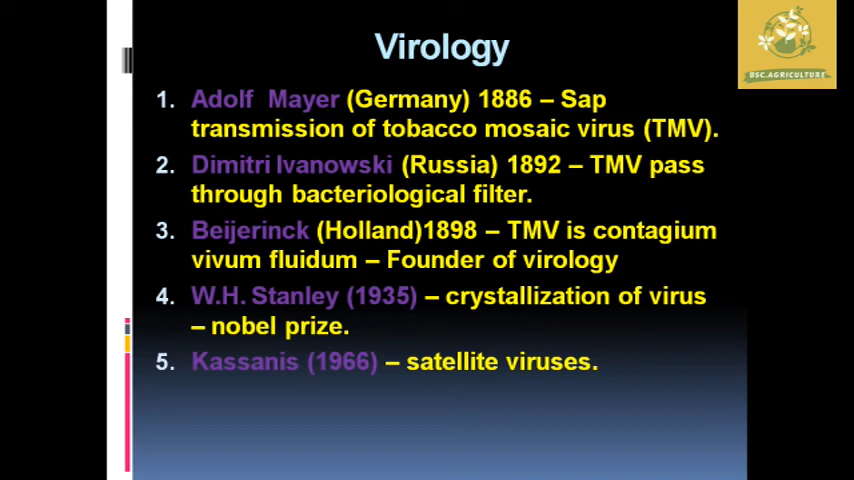 Virology
BSC.AGRICULTURE
1. Adolf Mayer (Germany) 1886 – Sap
transmission of tobacco mosaic virus (TMV).
2. Dimitri Ivanowski (Russia) 1892 – TMV pass
through bacteriological filter.
3. Beijerinck (Holland)1898 – TMV is contagium
vivum fluidum – Founder of virology
4. W.H. Stanley (1935) – crystallization of virus
– nobel prize.
5. Kassanis (1966) – satellite viruses.